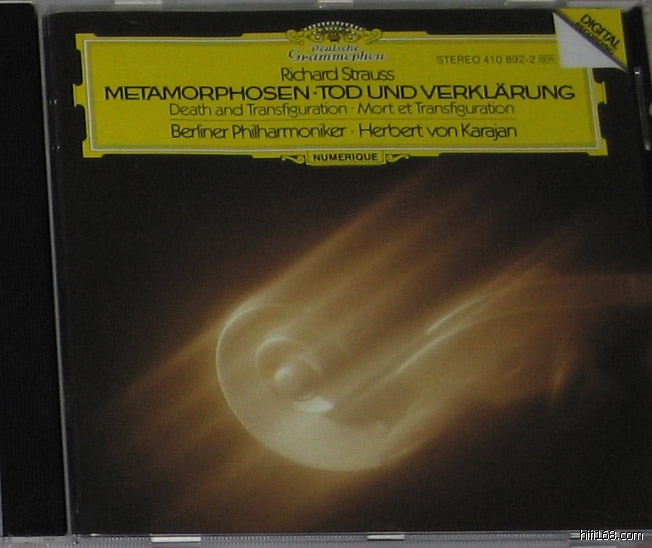 Deutsche
Grammophon
STEREO 410 892-2
Richard Strauss
METAMORPHOSEN · TOD UND VERKLÄRUNG
Death and Transfiguration · Mort et Transfiguration
Berliner Philharmoniker · Herbert von Karajan
NUMERIQUE
DIGITAL
RECORDING
hifi168.com